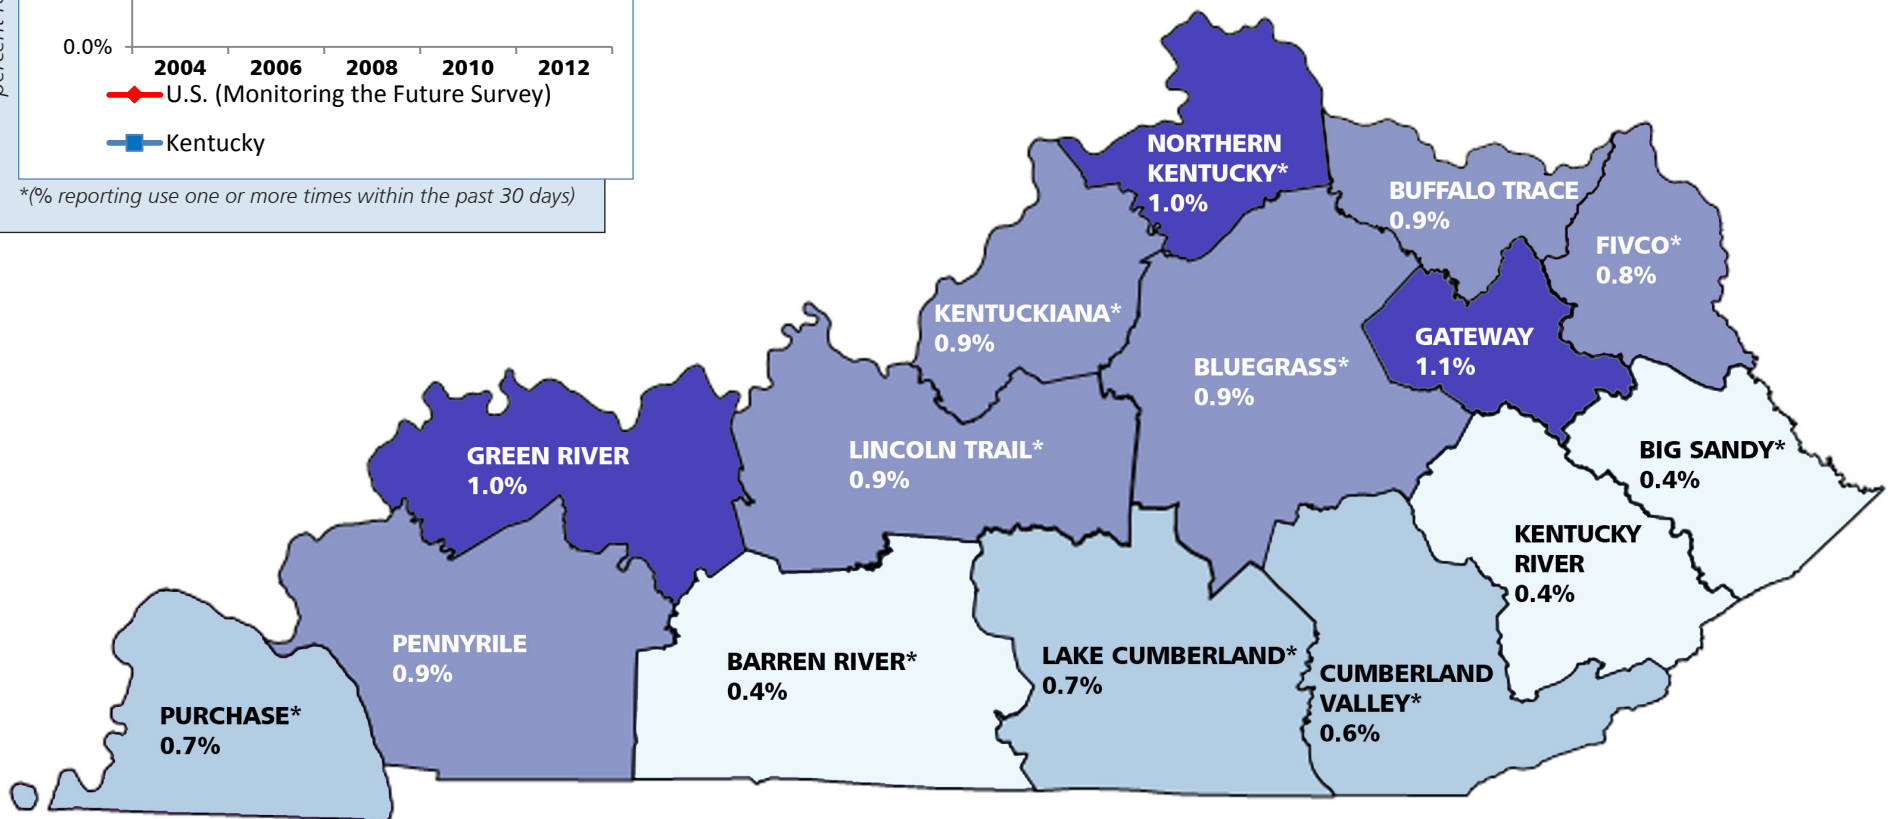 0.0%
2004 2006 2008 2010 2012
U.S. (Monitoring the Future Survey)
Kentucky
*(% reporting use one or more times within the past 30 days)
percent
NORTHERN
KENTUCKY*
1.0%
BUFFALO TRACE
0.9%
FIVCO*
0.8%
KENTUCKIANA*
0.9%
GATEWAY
1.1%
BLUEGRASS*
0.9%
GREEN RIVER
1.0%
LINCOLN TRAIL*
0.9%
BIG SANDY*
0.4%
KENTUCKY
RIVER
0.4%
PENNYRILE
0.9%
BARREN RIVER*
0.4%
LAKE CUMBERLAND*
0.7%
CUMBERLAND
VALLEY*
0.6%
PURCHASE*
0.7%